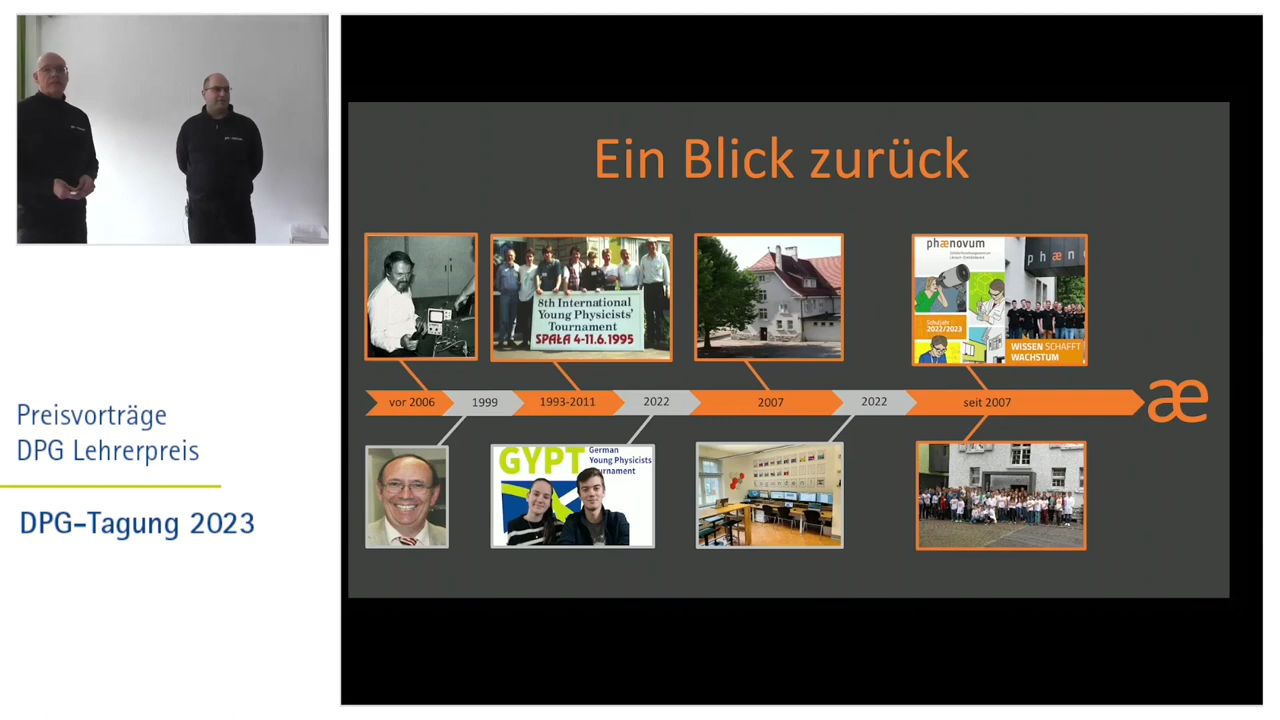 Ein Blick zurück
8th International
Young Physicists'
Tournament
SPAŁA 4-11.6.1995
phænovum
SchulJahr
2022/2023
WISSEN SCHAFFT
WACHSTUM
phæn
vor 2006
1999
1993-2011
2022
2007
2022
seit 2007
æ
GYPT
German
Young Physicists
Tournament
Preisvorträge
DPG Lehrerpreis
DPG-Tagung 2023